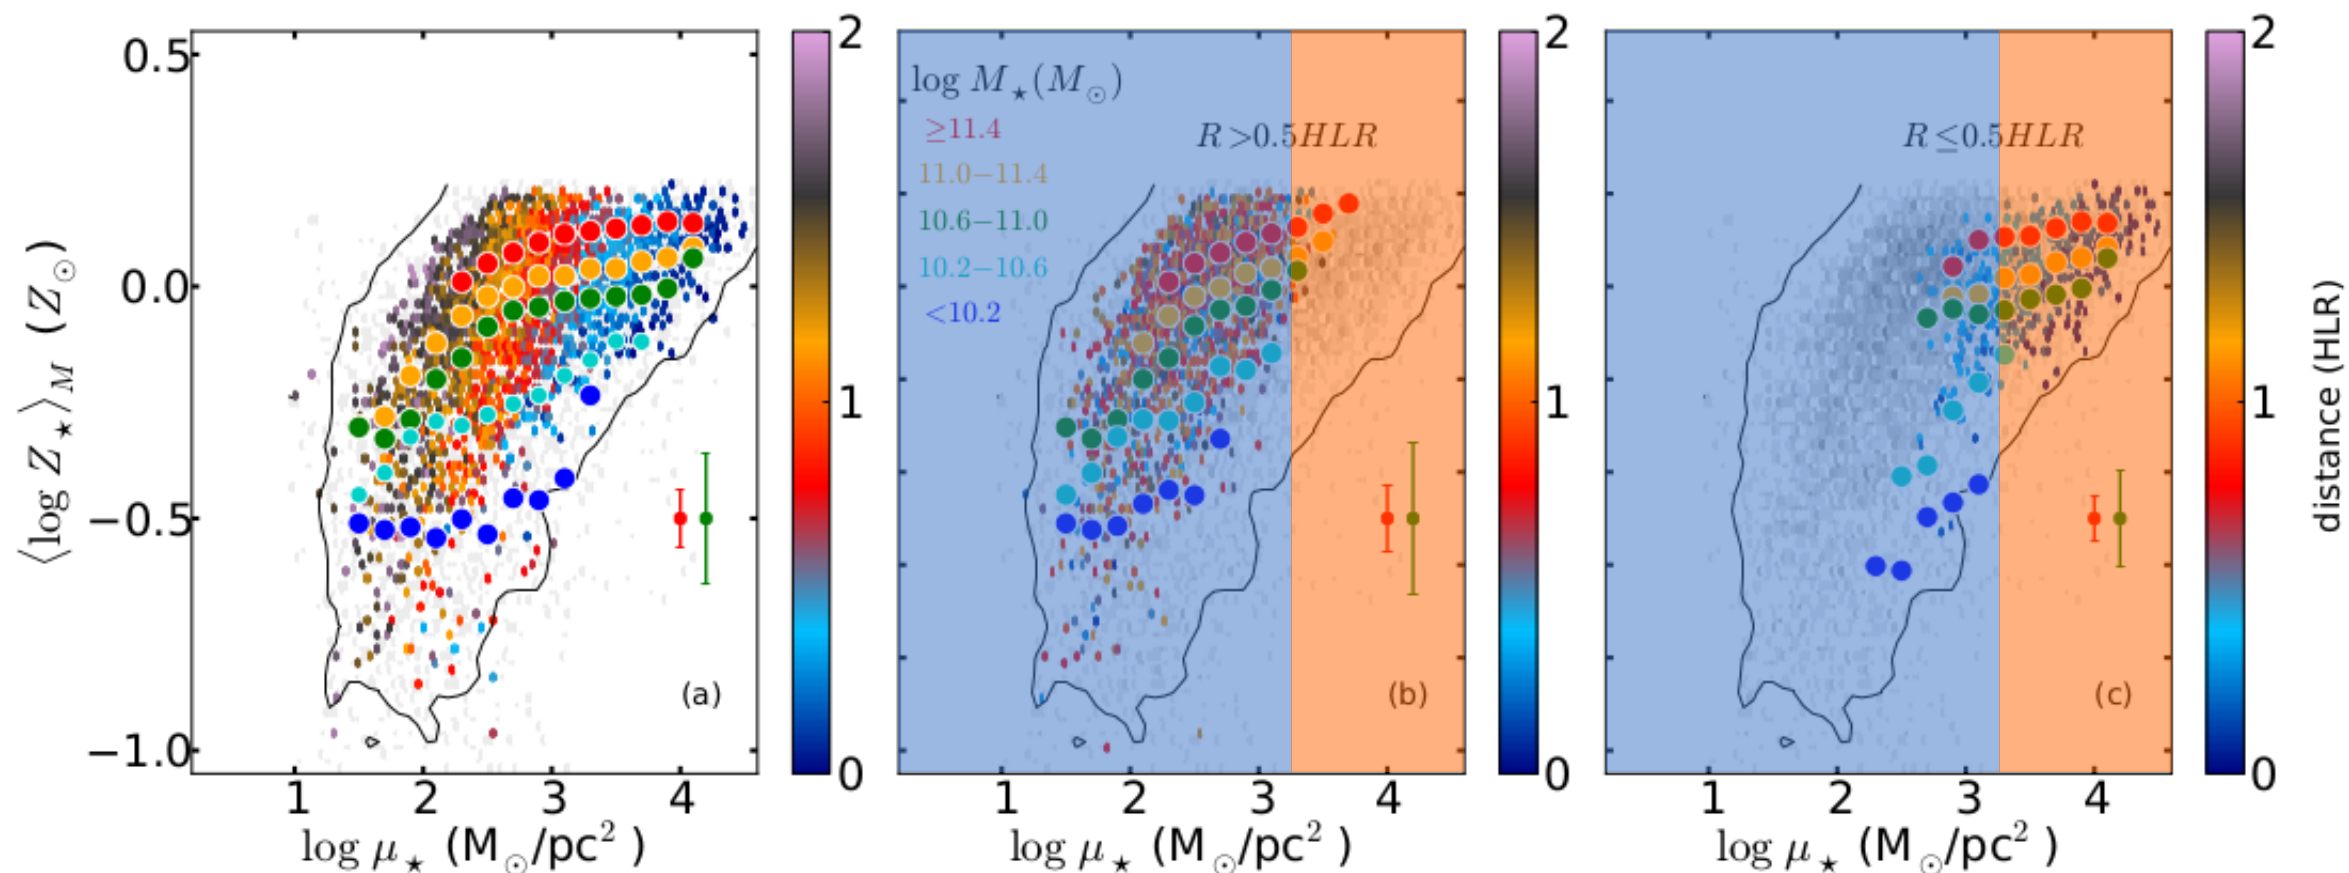 0.5
0.0
−0.5
−1.0
⟨log Z⋆⟩M (Z⊙)
1 2 3 4
log μ⋆ (M⊙/pc²)
(a)
2
1
0
log M⋆(M⊙)
≥11.4
11.0−11.4
10.6−11.0
10.2−10.6
<10.2
R>0.5HLR
(b)
1 2 3 4
log μ⋆ (M⊙/pc²)
2
1
0
R≤0.5HLR
(c)
1 2 3 4
log μ⋆ (M⊙/pc²)
2
1
0
distance (HLR)